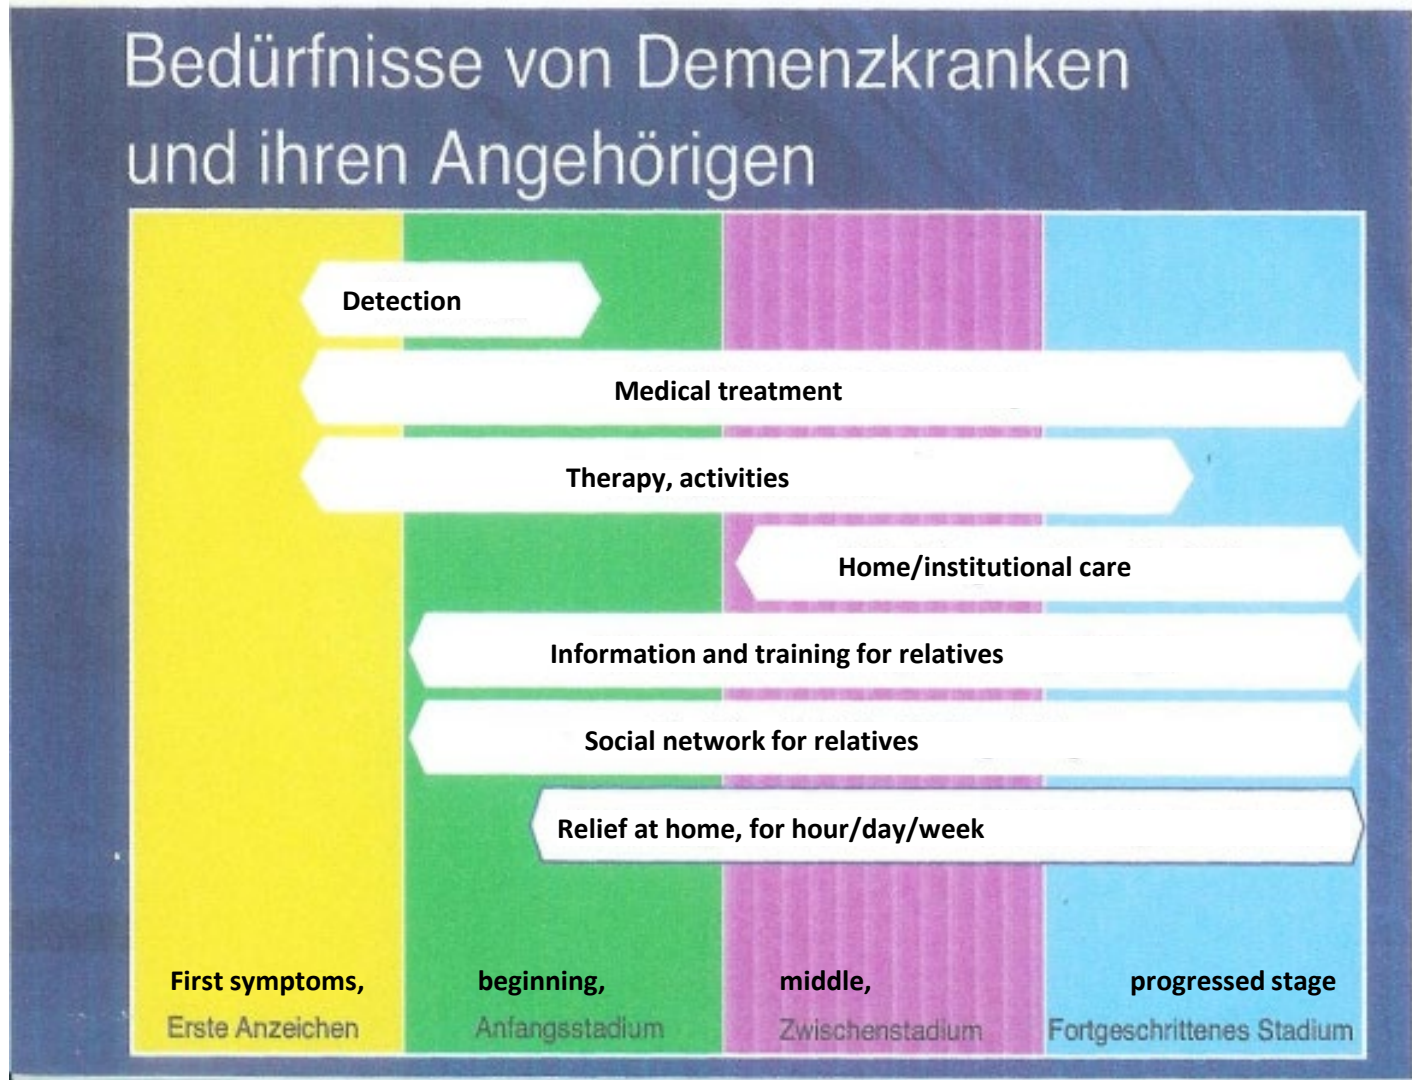 Bedürfnisse von Demenzkranken
und ihren Angehörigen
Detection
Medical treatment
Therapy, activities
Home/institutional care
Information and training for relatives
Social network for relatives
Relief at home, for hour/day/week
First symptoms, beginning, middle, progressed stage
Erste Anzeichen Anfangsstadium Zwischenstadium Fortgeschrittenes Stadium